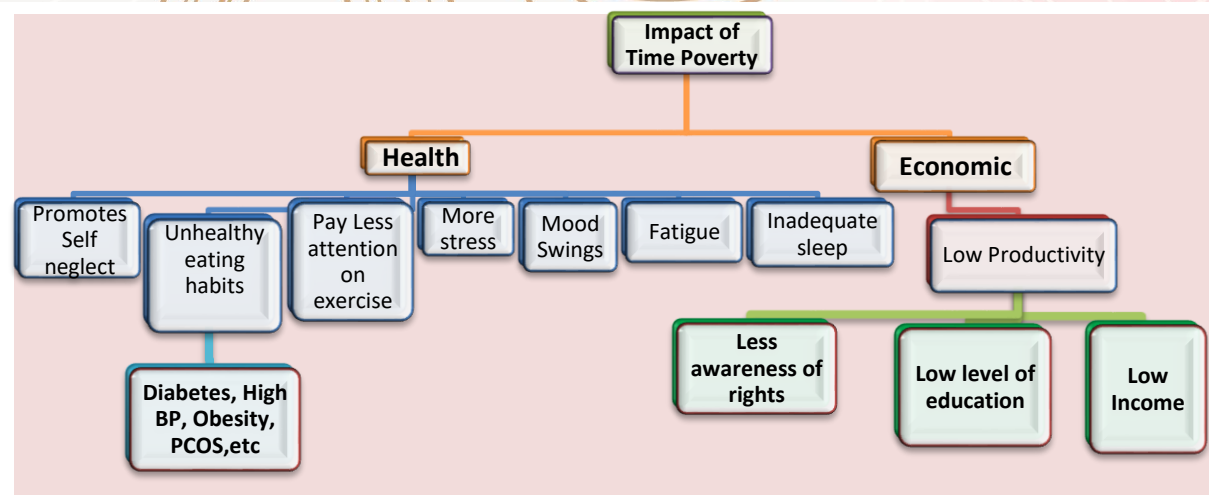 Impact of
Time Poverty
Health
Economic
Promotes
Self
neglect
Unhealthy
eating
habits
Pay Less
attention
on
exercise
More
stress
Mood
Swings
Fatigue
Inadequate
sleep
Low Productivity
Diabetes, High
BP, Obesity,
PCOS,etc
Less
awareness of
rights
Low level of
education
Low
Income